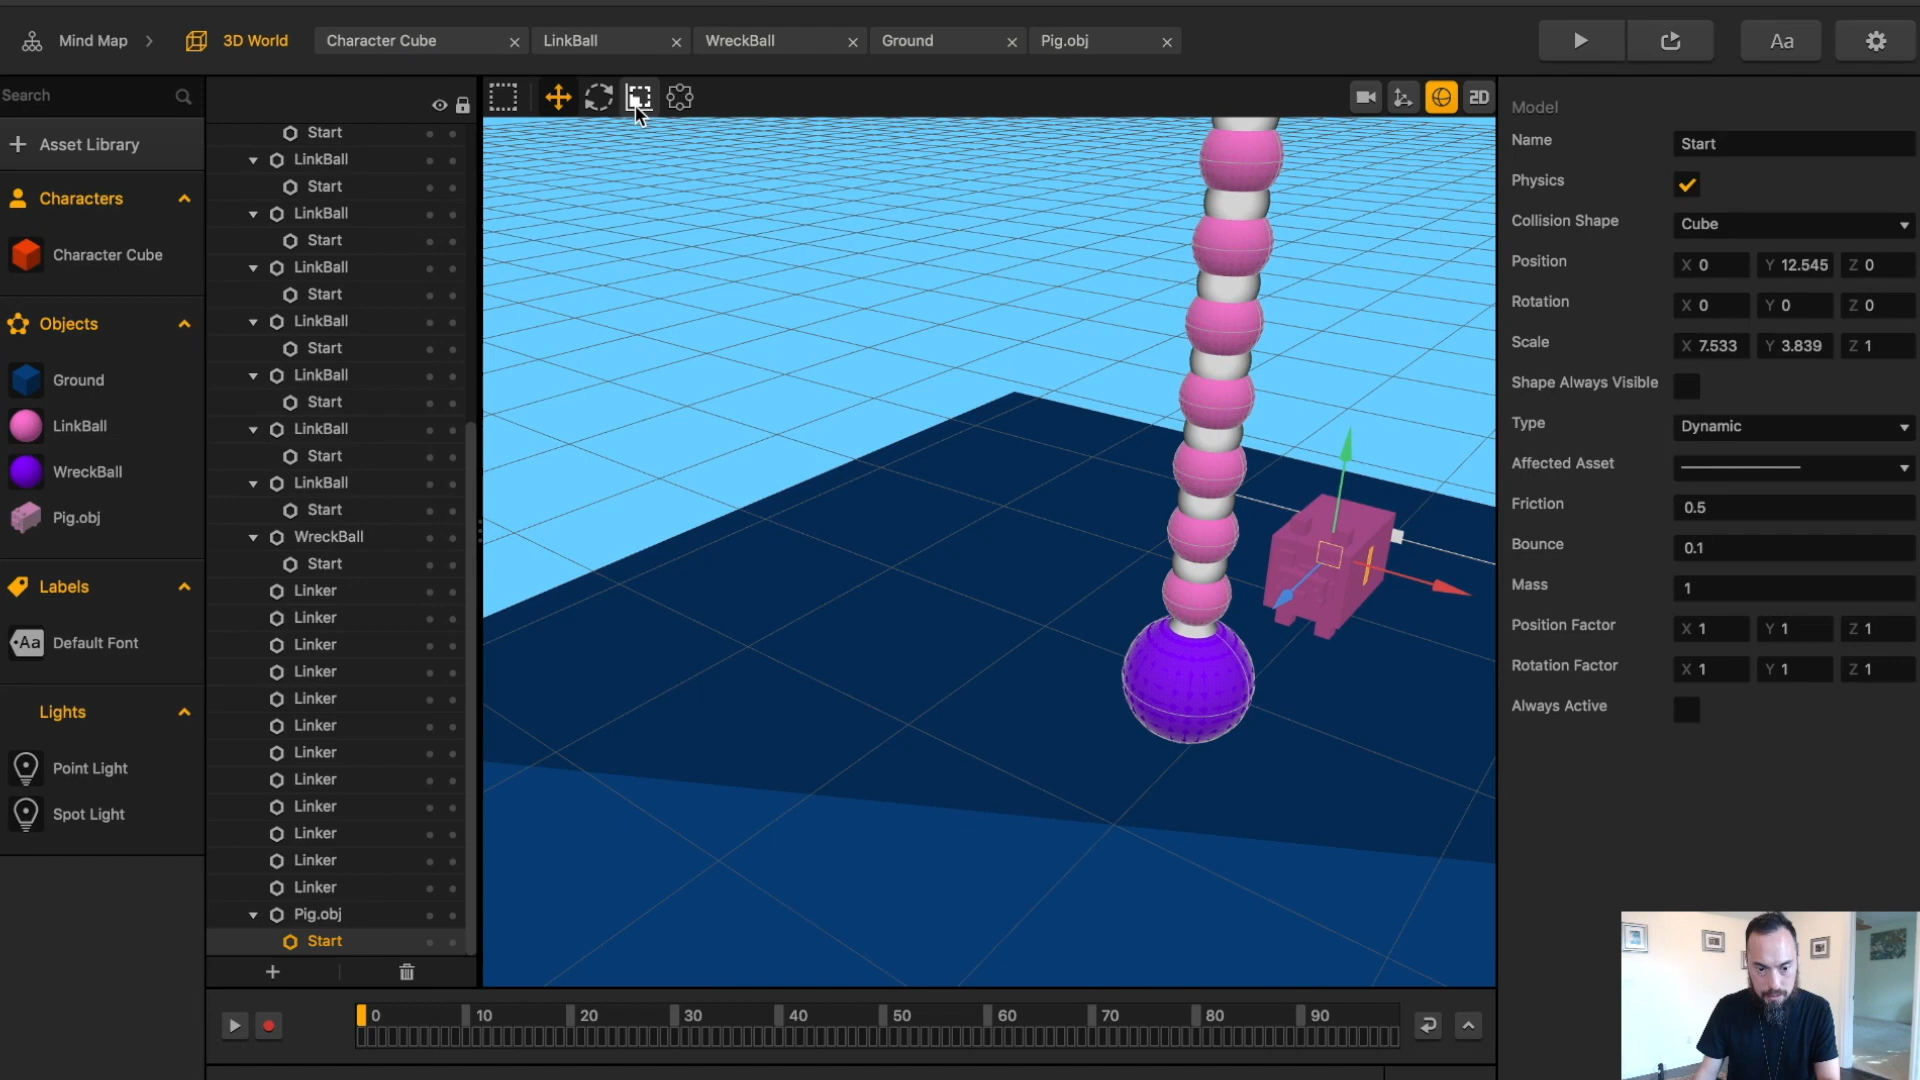 Mind Map
3D World
Character Cube
LinkBall
WreckBall
Ground
Pig.obj
Aa
Search
Asset Library
Characters
Character Cube
Objects
Ground
LinkBall
WreckBall
Pig.obj
Labels
Aa Default Font
Lights
Point Light
Spot Light
Start
LinkBall
Start
LinkBall
Start
LinkBall
Start
LinkBall
Start
LinkBall
Start
LinkBall
Start
LinkBall
Start
WreckBall
Start
Linker
Linker
Linker
Linker
Linker
Linker
Linker
Linker
Linker
Linker
Linker
Linker
Pig.obj
Start
2D
0 10 20 30 40 50 60 70 80 90
Model
Name Start
Physics
Collision Shape Cube
Position X 0 Y 12.545 Z 0
Rotation X 0 Y 0 Z 0
Scale X 7.533 Y 3.839 Z 1
Shape Always Visible
Type Dynamic
Affected Asset
Friction 0.5
Bounce 0.1
Mass 1
Position Factor X 1 Y 1 Z 1
Rotation Factor X 1 Y 1 Z 1
Always Active